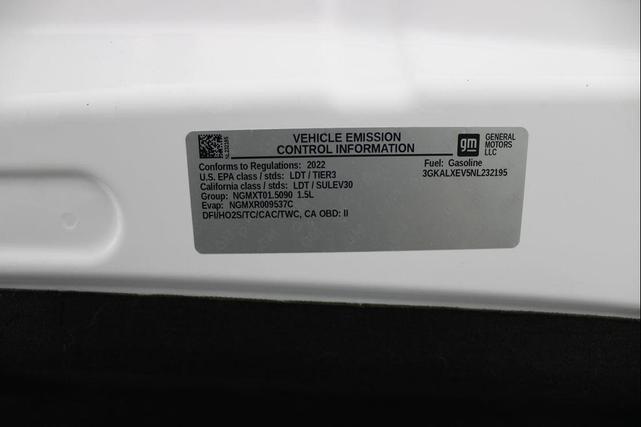 VEHICLE EMISSION
CONTROL INFORMATION
gm GENERAL
MOTORS
LLC
NL232195
Conforms to Regulations: 2022
Fuel: Gasoline
U.S. EPA class / stds: LDT / TIER3
3GKALXEV5NL232195
California class / stds: LDT / SULEV30
Group: NGMXT01.5090 1.5L
Evap: NGMXR009537C
DFI/HO2S/TC/CAC/TWC, CA OBD: II